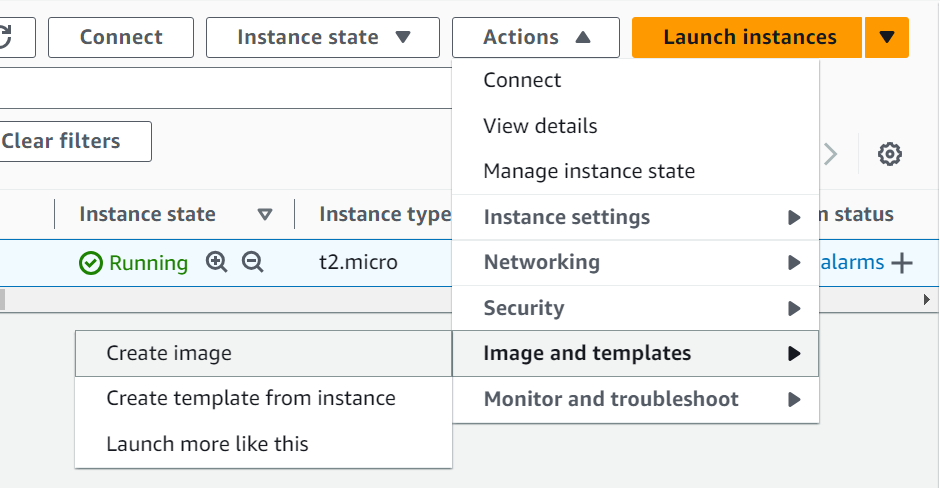 Connect
Instance state
Actions
Launch instances
Connect
View details
Manage instance state
Instance settings
Networking
Security
Image and templates
Monitor and troubleshoot
Clear filters
Instance state
Instance type
status
Running
t2.micro
alarms
Create image
Create template from instance
Launch more like this